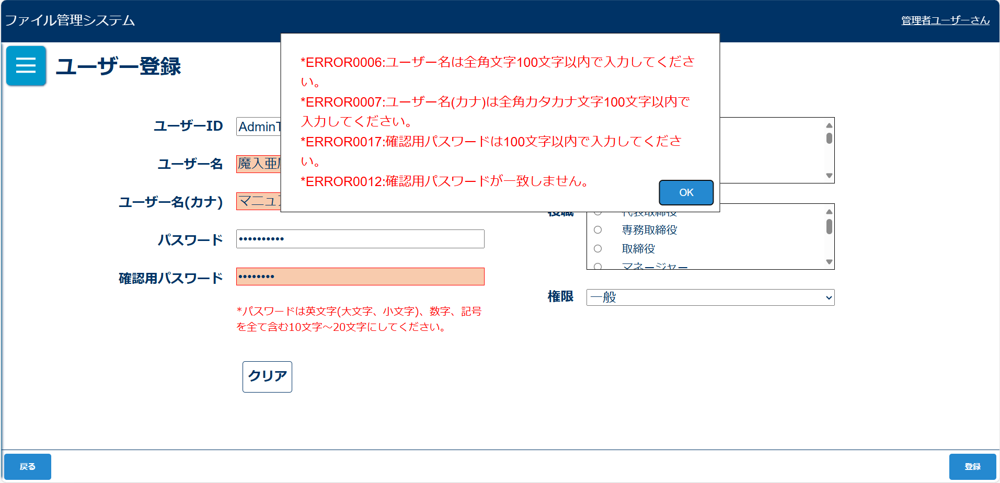 ファイル管理システム
管理者ユーザーさん
ユーザー登録
*ERROR0006:ユーザー名は全角文字100文字以内で入力してくださ
い。
*ERROR0007:ユーザー名(カナ)は全角カタカナ文字100文字以内で
入力してください。
*ERROR0017:確認用パスワードは100文字以内で入力してくださ
い。
*ERROR0012:確認用パスワードが一致しません。
OK
ユーザーID
Admin
ユーザー名
魔入亜
ユーザー名(カナ)
マニュ
パスワード
••••••••••
確認用パスワード
••••••••
*パスワードは英文字(大文字、小文字)、数字、記号
を全て含む10文字～20文字にしてください。
クリア
役職
代表取締役
専務取締役
取締役
マネージャー
権限
一般
戻る
登録